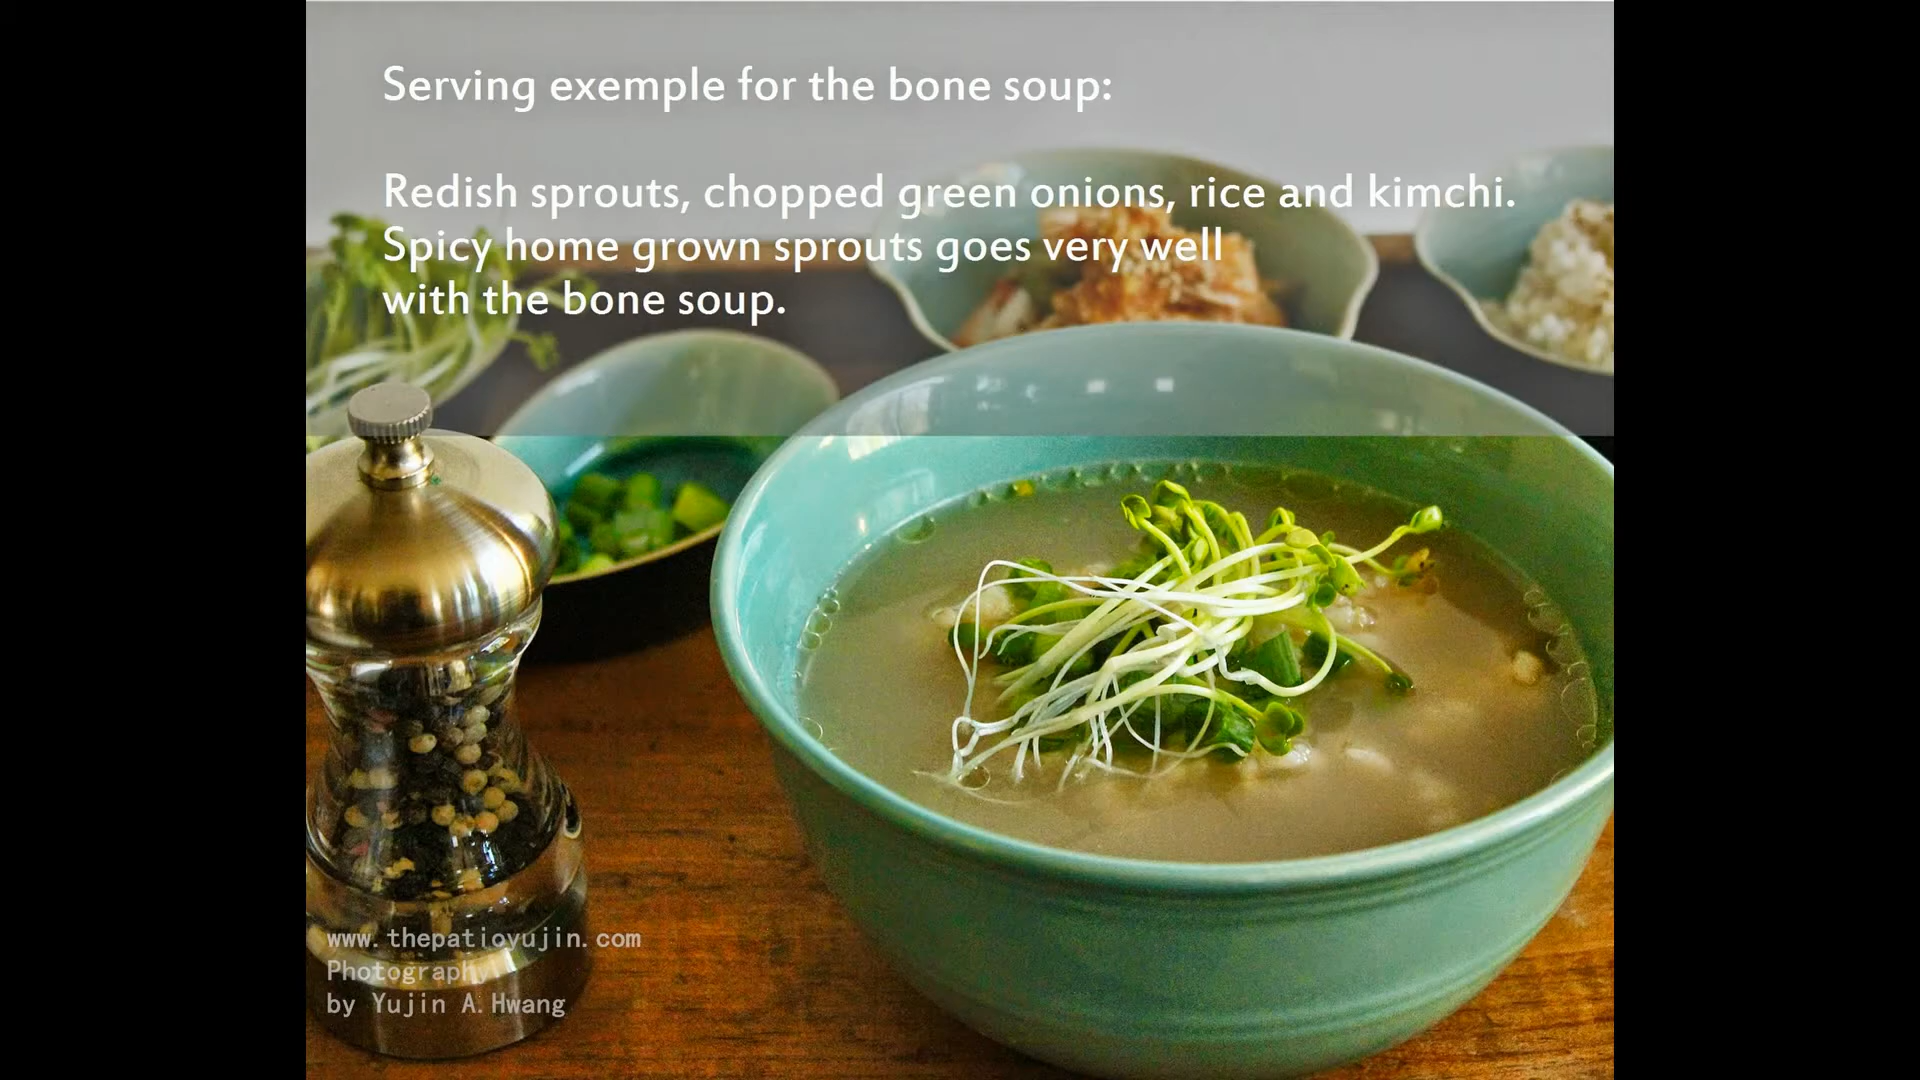 Serving exemple for the bone soup:
Redish sprouts, chopped green onions, rice and kimchi.
Spicy home grown sprouts goes very well
with the bone soup.
www.thepatioyujin.com
Photography
by Yujin A.Hwang